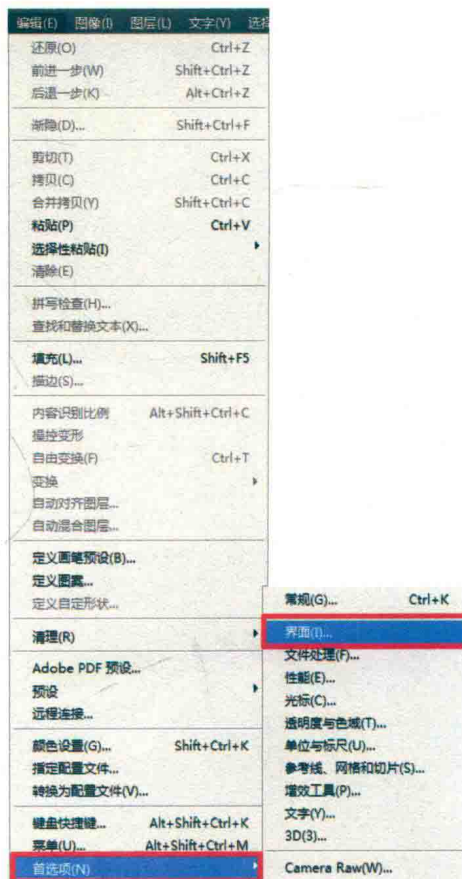 编辑(E) 图像(I) 图层(L) 文字(Y) 选择
还原(O) Ctrl+Z
前进一步(W) Shift+Ctrl+Z
后退一步(K) Alt+Ctrl+Z
渐隐(D)... Shift+Ctrl+F
剪切(T) Ctrl+X
拷贝(C) Ctrl+C
合并拷贝(Y) Shift+Ctrl+C
粘贴(P) Ctrl+V
选择性粘贴(I)
清除(E)
拼写检查(H)...
查找和替换文本(X)...
填充(L)... Shift+F5
描边(S)...
内容识别比例 Alt+Shift+Ctrl+C
操控变形
自由变换(F) Ctrl+T
变换
自动对齐图层...
自动混合图层...
定义画笔预设(B)...
定义图案...
定义自定形状...
清理(R)
Adobe PDF 预设...
预设
远程连接...
颜色设置(G)... Shift+Ctrl+K
指定配置文件...
转换为配置文件(V)...
键盘快捷键... Alt+Shift+Ctrl+K
菜单(U)... Alt+Shift+Ctrl+M
首选项(N)
常规(G)... Ctrl+K
界面(I)...
文件处理(F)...
性能(E)...
光标(C)...
透明度与色域(T)...
单位与标尺(U)...
参考线、网格和切片(S)...
增效工具(P)...
文字(Y)...
3D(3)...
Camera Raw(W)...